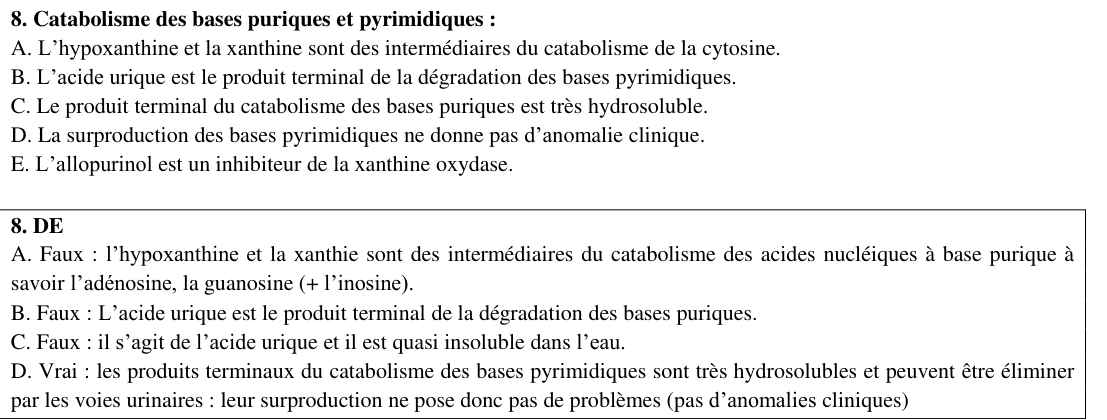 8. Catabolisme des bases puriques et pyrimidiques :
A. L'hypoxanthine et la xanthine sont des intermédiaires du catabolisme de la cytosine.
B. L'acide urique est le produit terminal de la dégradation des bases pyrimidiques.
C. Le produit terminal du catabolisme des bases puriques est très hydrosoluble.
D. La surproduction des bases pyrimidiques ne donne pas d'anomalie clinique.
E. L'allopurinol est un inhibiteur de la xanthine oxydase.
8. DE
A. Faux : l'hypoxanthine et la xanthie sont des intermédiaires du catabolisme des acides nucléiques à base purique à
savoir l'adénosine, la guanosine (+ l'inosine).
B. Faux : L'acide urique est le produit terminal de la dégradation des bases puriques.
C. Faux : il s'agit de l'acide urique et il est quasi insoluble dans l'eau.
D. Vrai : les produits terminaux du catabolisme des bases pyrimidiques sont très hydrosolubles et peuvent être éliminer
par les voies urinaires : leur surproduction ne pose donc pas de problèmes (pas d'anomalies cliniques)